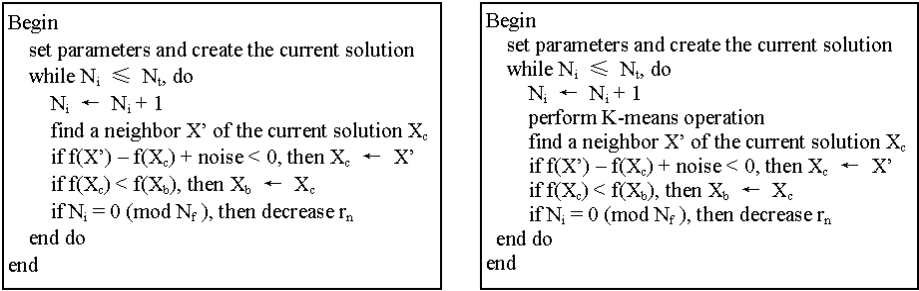 Begin
set parameters and create the current solution
while Nᵢ ⩽ Nₜ, do
Nᵢ ← Nᵢ + 1
find a neighbor X’ of the current solution X꜀
if f(X’) – f(X꜀) + noise < 0, then X꜀ ← X’
if f(X꜀) < f(X_b), then X_b ← X꜀
if Nᵢ = 0 (mod N_f ), then decrease rₙ
end do
end
Begin
set parameters and create the current solution
while Nᵢ ⩽ Nₜ, do
Nᵢ ← Nᵢ + 1
perform K-means operation
find a neighbor X’ of the current solution X꜀
if f(X’) – f(X꜀) + noise < 0, then X꜀ ← X’
if f(X꜀) < f(X_b), then X_b ← X꜀
if Nᵢ = 0 (mod N_f ), then decrease rₙ
end do
end